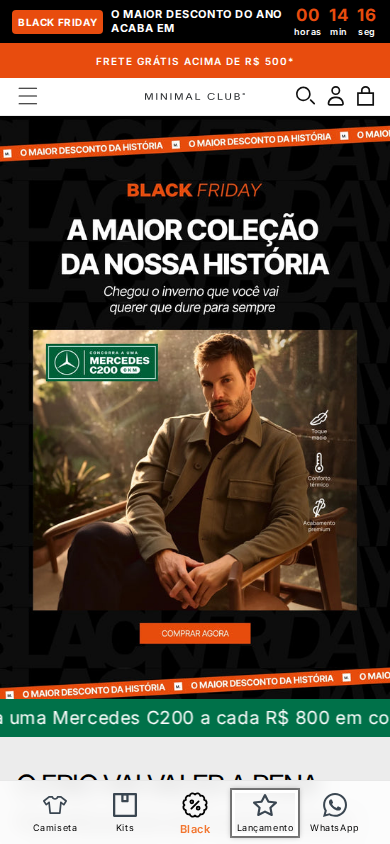 BLACK FRIDAY
O MAIOR DESCONTO DO ANO
ACABA EM
00 14 16
horas min seg
FRETE GRÁTIS ACIMA DE R$ 500*
MINIMAL CLUB
O MAIOR DESCONTO DA HISTÓRIA O MAIOR DESCONTO DA HISTÓRIA O MAIO
BLACK FRIDAY
A MAIOR COLEÇÃO
DA NOSSA HISTÓRIA
Chegou o inverno que você vai
querer que dure para sempre
CONCORRA A UMA
MERCEDES
C200 0KM
Toque
macio
Conforto
térmico
Acabamento
premium
COMPRAR AGORA
O MAIOR DESCONTO DA HISTÓRIA O MAIOR DESCONTO DA HISTÓRIA O MAIO
a uma Mercedes C200 a cada R$ 800 em co
Camiseta
Kits
Black
Lançamento
WhatsApp